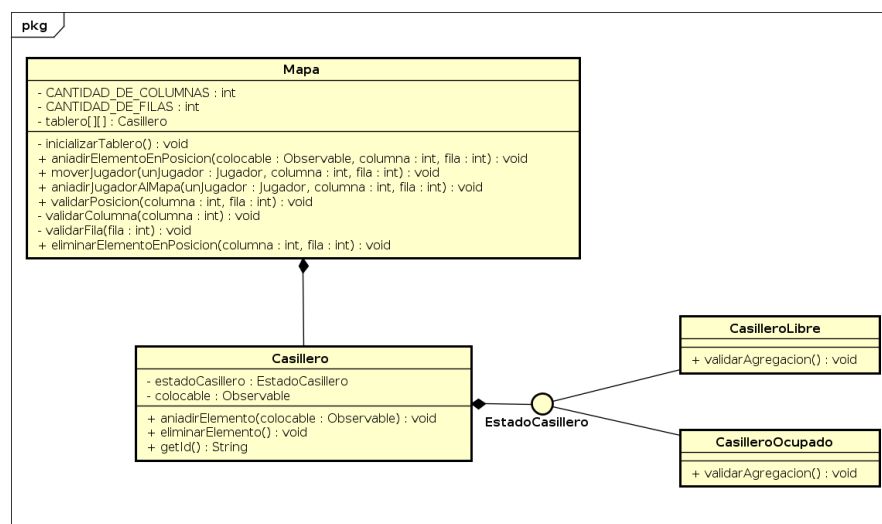 pkg
Mapa
- CANTIDAD_DE_COLUMNAS : int
- CANTIDAD_DE_FILAS : int
- tablero[][] : Casillero
- inicializarTablero() : void
+ aniadirElementoEnPosicion(colocable : Observable, columna : int, fila : int) : void
+ moverJugador(unJugador : Jugador, columna : int, fila : int) : void
+ aniadirJugadorAlMapa(unJugador : Jugador, columna : int, fila : int) : void
+ validarPosicion(columna : int, fila : int) : void
- validarColumna(columna : int) : void
- validarFila(fila : int) : void
+ eliminarElementoEnPosicion(columna : int, fila : int) : void
Casillero
- estadoCasillero : EstadoCasillero
- colocable : Observable
+ aniadirElemento(colocable : Observable) : void
+ eliminarElemento() : void
+ getId() : String
EstadoCasillero
CasilleroLibre
+ validarAgregacion() : void
CasilleroOcupado
+ validarAgregacion() : void